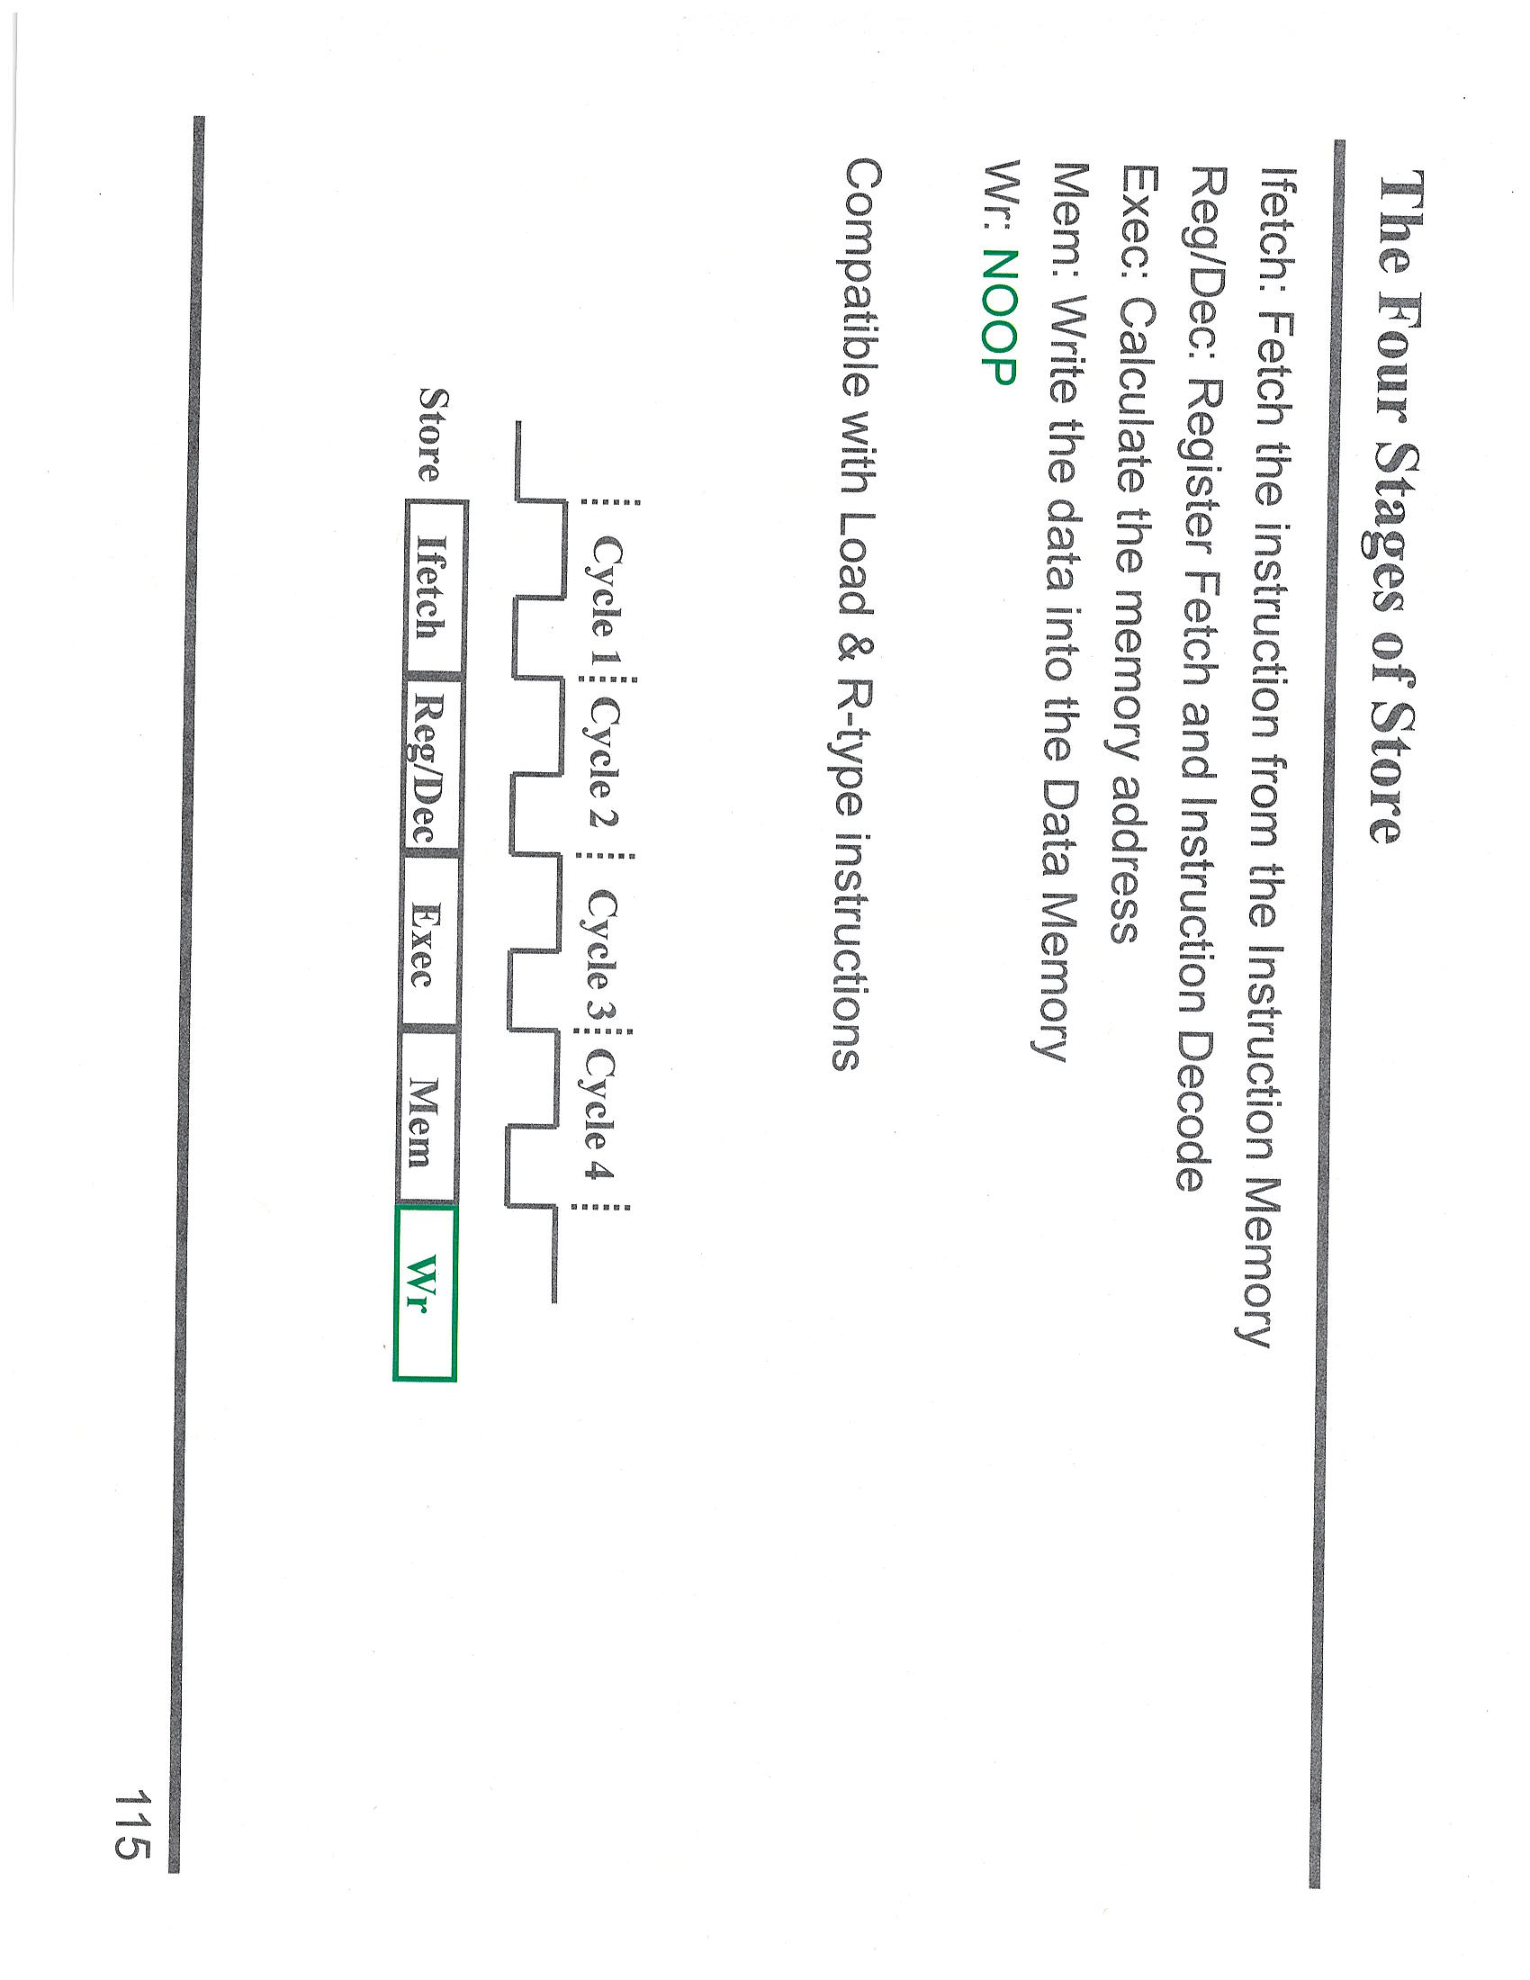 The Four Stages of Store
Ifetch: Fetch the instruction from the Instruction Memory
Reg/Dec: Register Fetch and Instruction Decode
Exec: Calculate the memory address
Mem: Write the data into the Data Memory
Wr: NOOP
Compatible with Load & R-type instructions
Cycle 1 Cycle 2 Cycle 3 Cycle 4
Store Ifetch Reg/Dec Exec Mem Wr
115